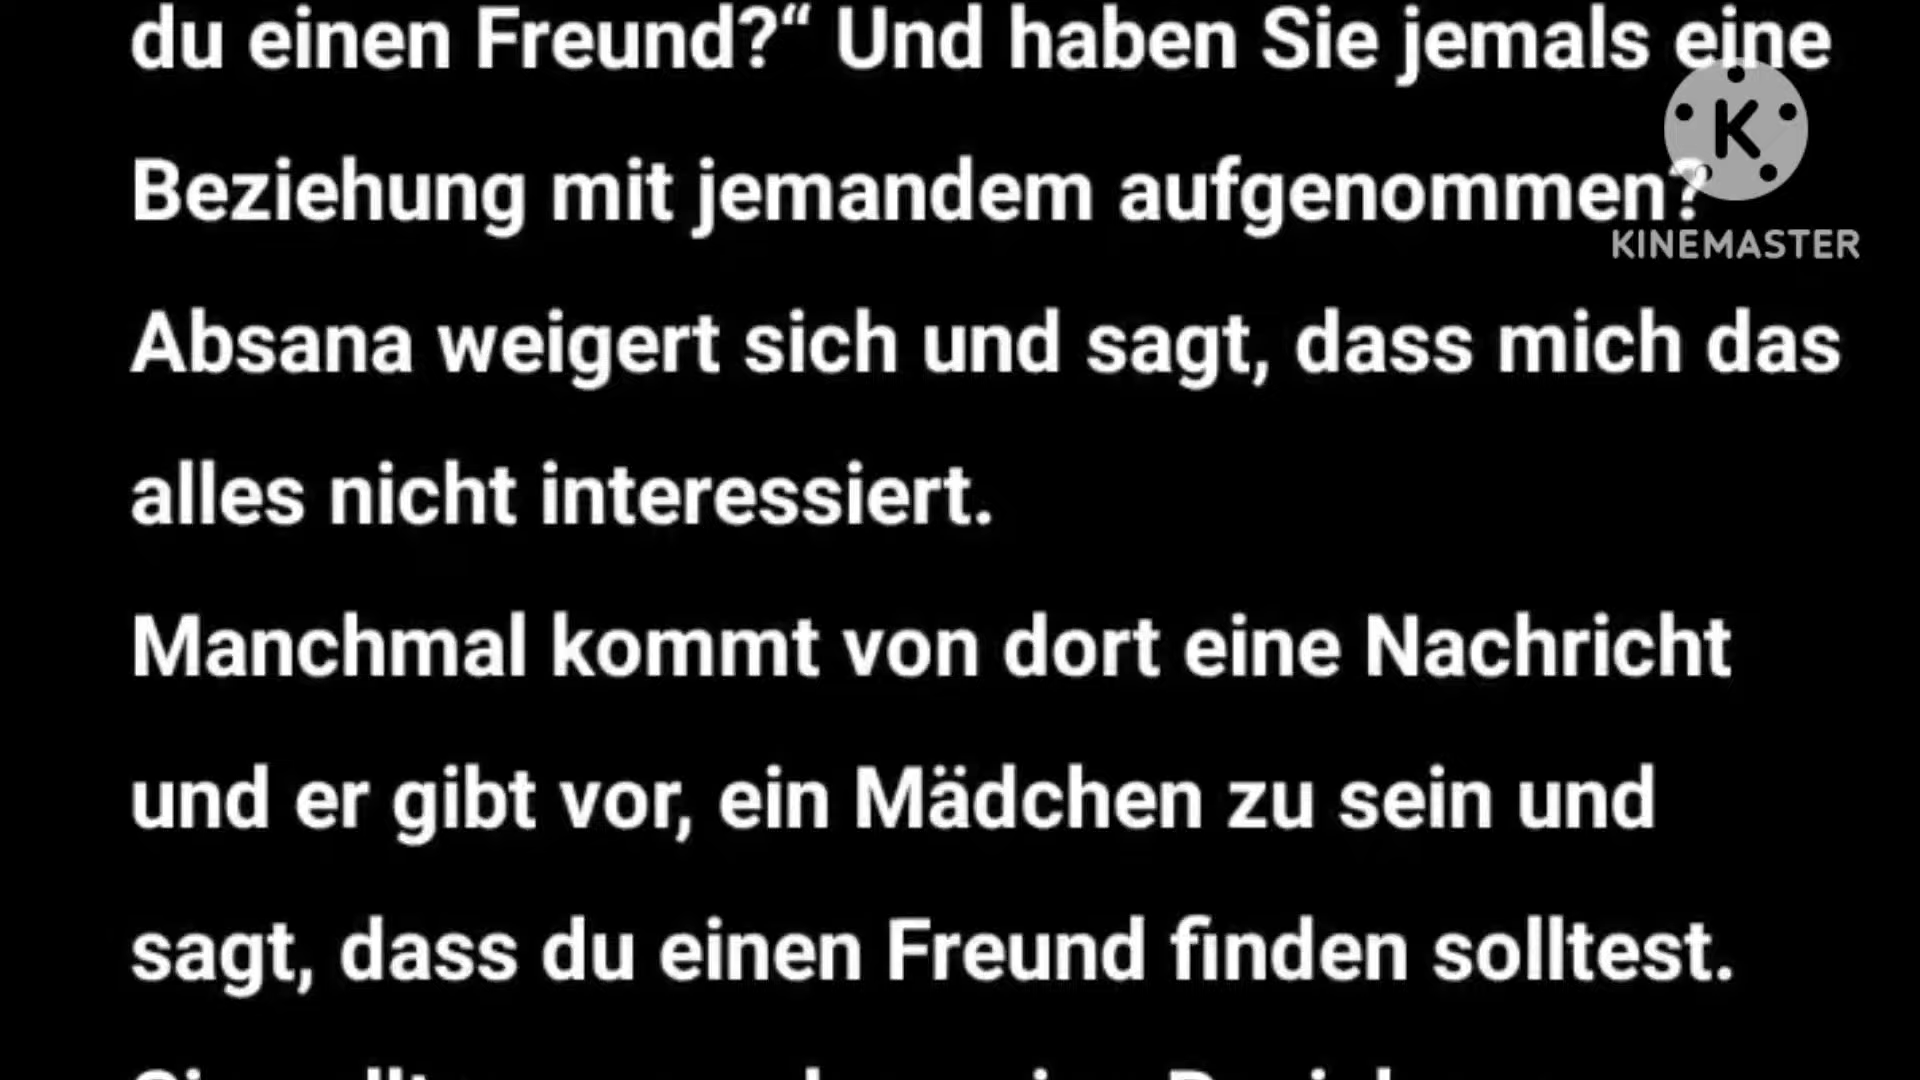 du einen Freund?“ Und haben Sie jemals eine
Beziehung mit jemandem aufgenommen?
KINEMASTER
Absana weigert sich und sagt, dass mich das
alles nicht interessiert.
Manchmal kommt von dort eine Nachricht
und er gibt vor, ein Mädchen zu sein und
sagt, dass du einen Freund finden solltest.